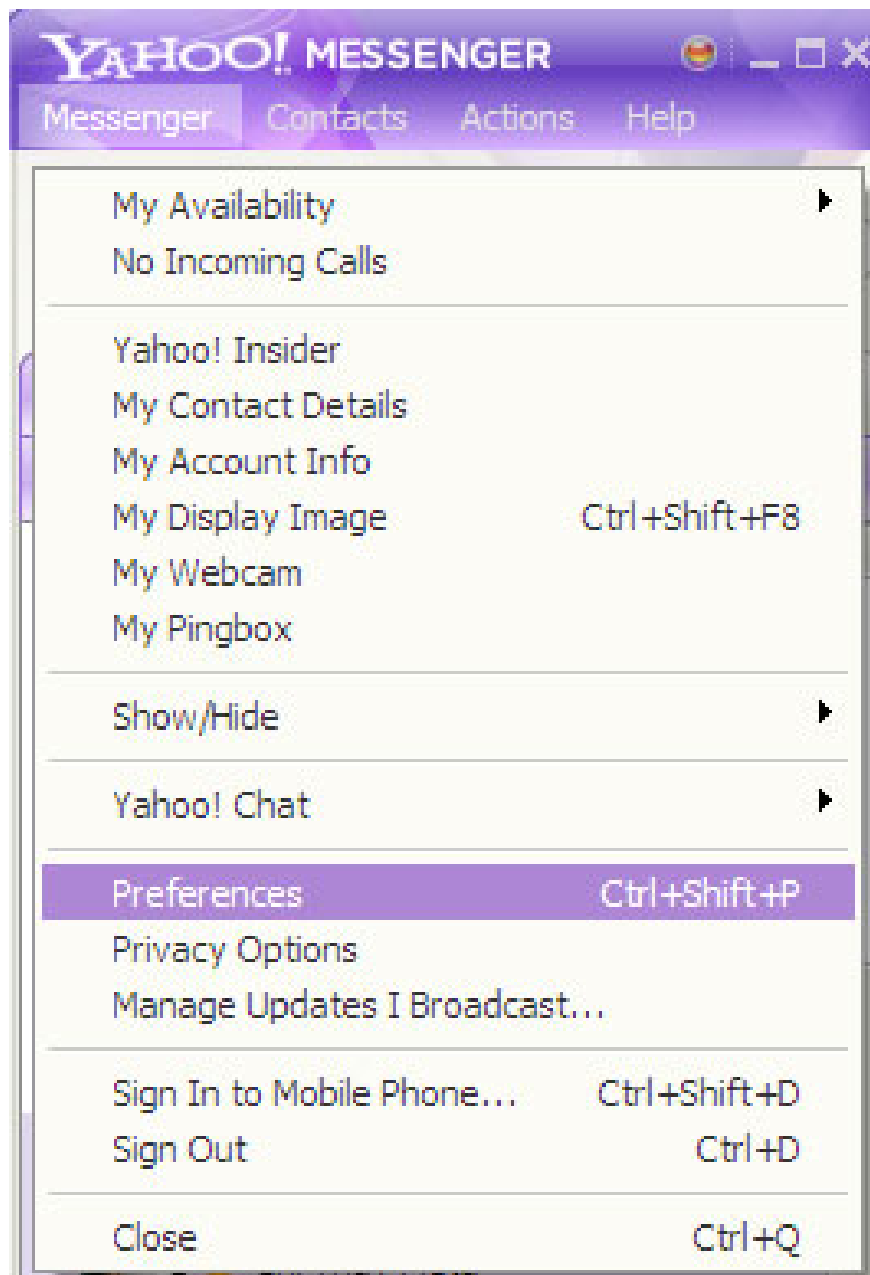 YAHOO! MESSENGER
Messenger Contacts Actions Help
My Availability
No Incoming Calls
Yahoo! Insider
My Contact Details
My Account Info
My Display Image Ctrl+Shift+F8
My Webcam
My Pingbox
Show/Hide
Yahoo! Chat
Preferences Ctrl+Shift+P
Privacy Options
Manage Updates I Broadcast...
Sign In to Mobile Phone... Ctrl+Shift+D
Sign Out Ctrl+D
Close Ctrl+Q